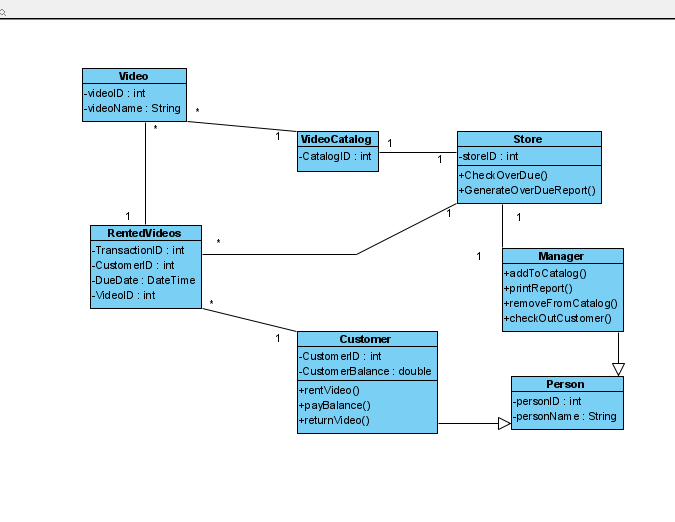 Video
-videoID : int
-videoName : String
*
*
1
VideoCatalog
-CatalogID : int
1
1
Store
-storeID : int
+CheckOverDue()
+GenerateOverDueReport()
1
1
1
*
RentedVideos
-TransactionID : int
-CustomerID : int
-DueDate : DateTime
-VideoID : int
1
Manager
+addToCatalog()
+printReport()
+removeFromCatalog()
+checkOutCustomer()
*
1
Customer
-CustomerID : int
-CustomerBalance : double
+rentVideo()
+payBalance()
+returnVideo()
Person
-personID : int
-personName : String